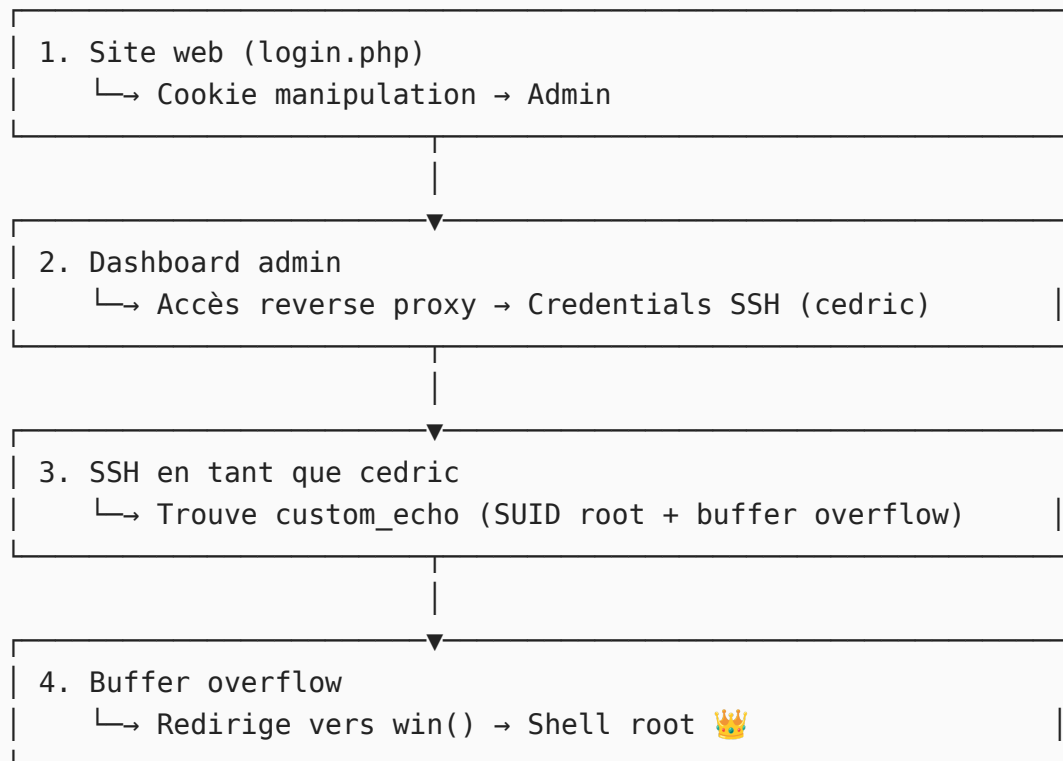 1. Site web (login.php)
└─→ Cookie manipulation → Admin
2. Dashboard admin
└─→ Accès reverse proxy → Credentials SSH (cedric)
3. SSH en tant que cedric
└─→ Trouve custom_echo (SUID root + buffer overflow)
4. Buffer overflow
└─→ Redirige vers win() → Shell root 👑